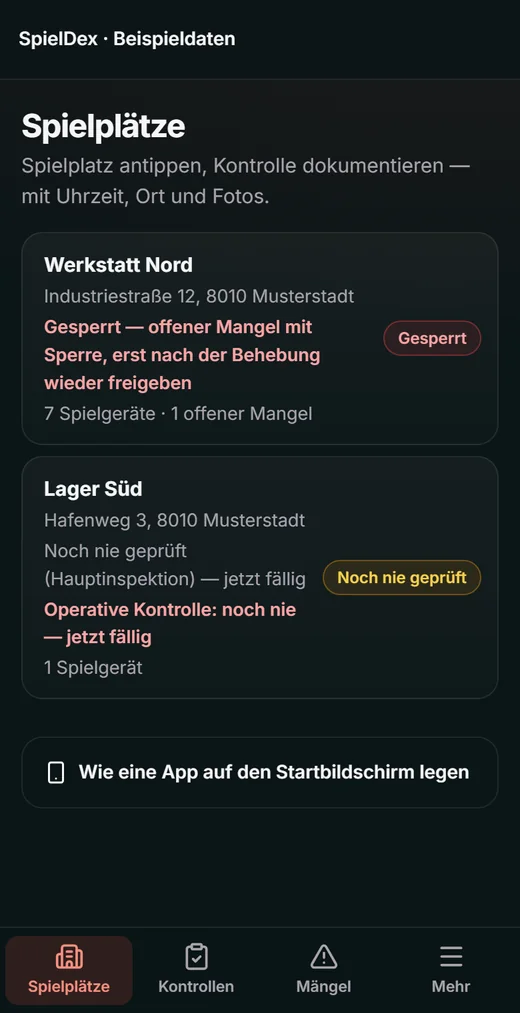 SpielDex · Beispieldaten
Spielplätze
Spielplatz antippen, Kontrolle dokumentieren —
mit Uhrzeit, Ort und Fotos.
Werkstatt Nord
Industriestraße 12, 8010 Musterstadt
Gesperrt — offener Mangel mit
Sperre, erst nach der Behebung
wieder freigeben
Gesperrt
7 Spielgeräte · 1 offener Mangel
Lager Süd
Hafenweg 3, 8010 Musterstadt
Noch nie geprüft
(Hauptinspektion) — jetzt fällig
Noch nie geprüft
Operative Kontrolle: noch nie
— jetzt fällig
1 Spielgerät
Wie eine App auf den Startbildschirm legen
Spielplätze
Kontrollen
Mängel
Mehr